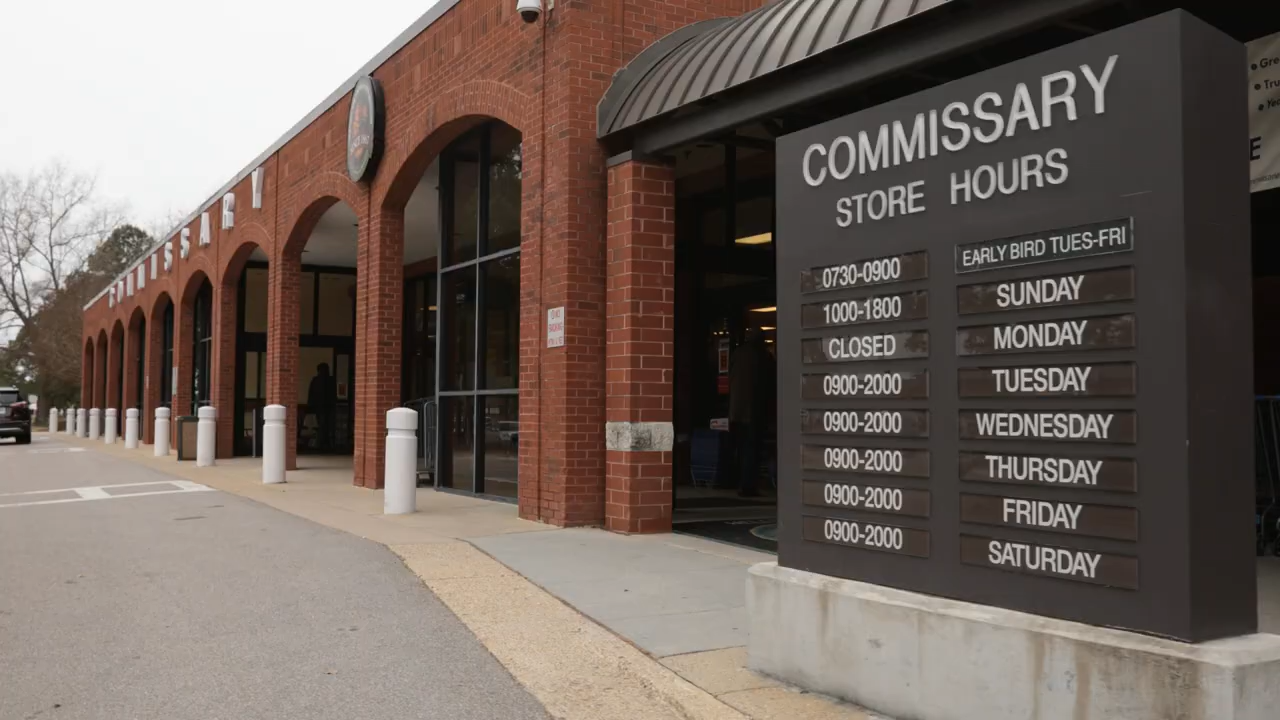 COMMISSARY
COMMISSARY
STORE HOURS
0730-0900 EARLY BIRD TUES-FRI
1000-1800 SUNDAY
CLOSED MONDAY
0900-2000 TUESDAY
0900-2000 WEDNESDAY
0900-2000 THURSDAY
0900-2000 FRIDAY
0900-2000 SATURDAY